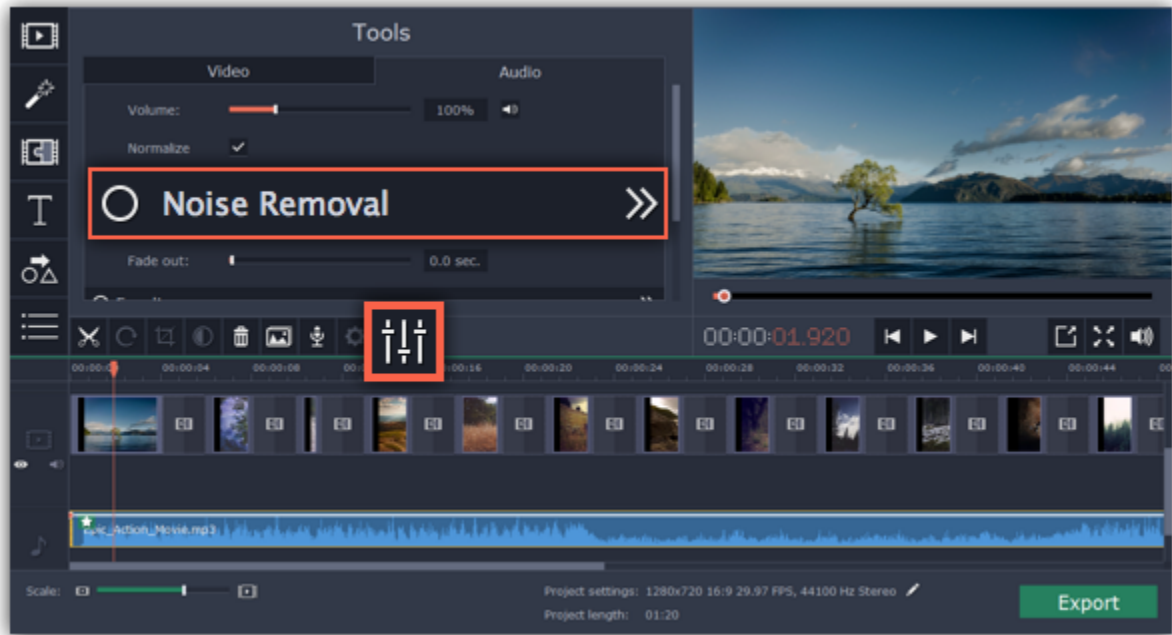 Tools
Video
Audio
Volume:
100%
Normalize
Noise Removal
Fade out:
0.0 sec.
T
00:00:01.920
00:00:04
00:00:08
00:00:20
00:00:24
00:00:28
00:00:32
00:00:36
00:00:40
00:00:44
Epic_Action_Movie.mp3
Scale:
Project settings: 1280x720 16:9 29.97 FPS, 44100 Hz Stereo
Project length: 01:20
Export